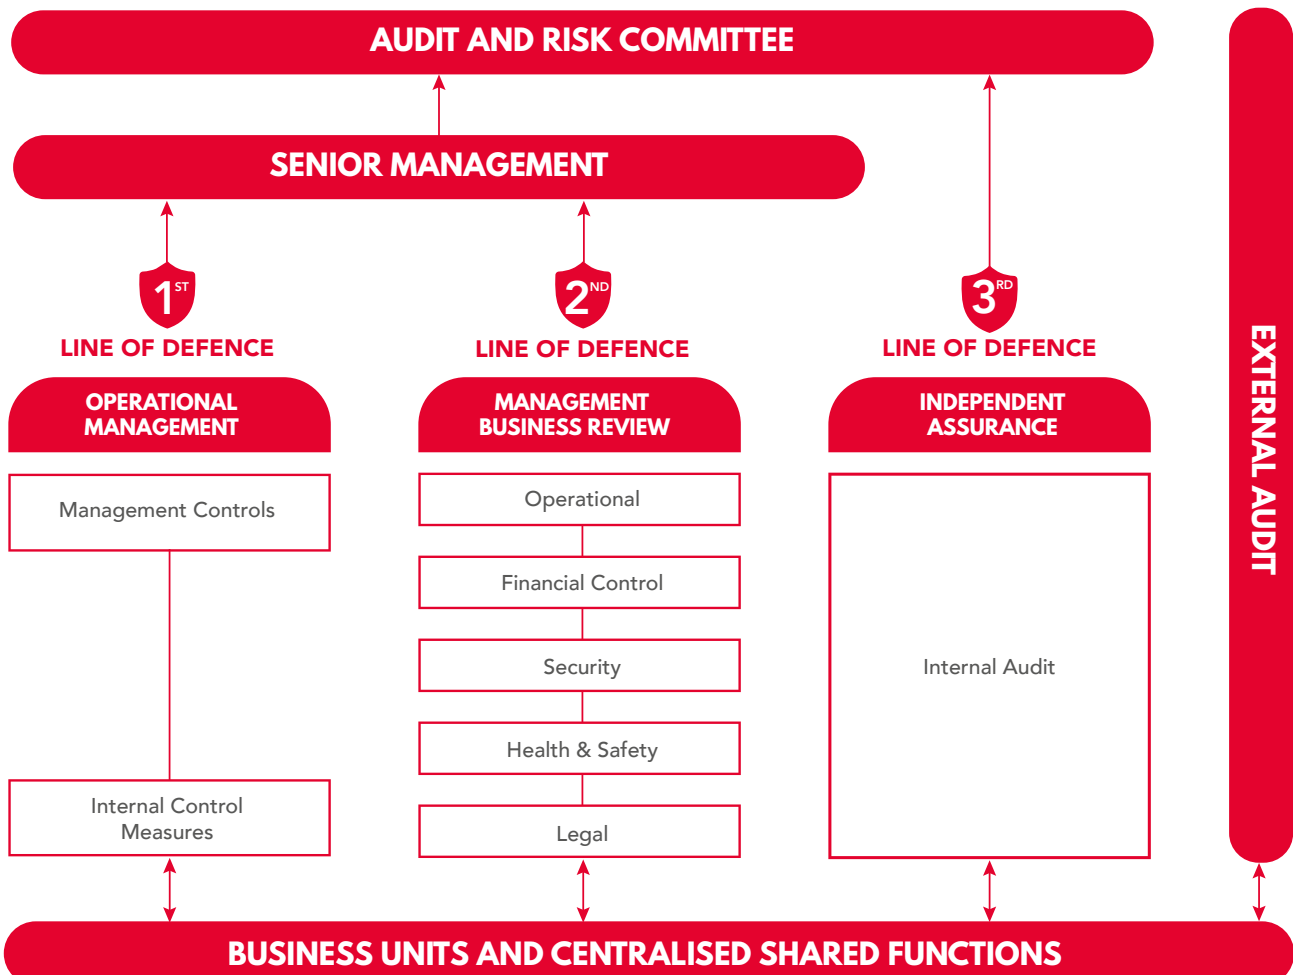 AUDIT AND RISK COMMITTEE
SENIOR MANAGEMENT
1ST
LINE OF DEFENCE
OPERATIONAL
MANAGEMENT
Management Controls
Internal Control
Measures
2ND
LINE OF DEFENCE
MANAGEMENT
BUSINESS REVIEW
Operational
Financial Control
Security
Health & Safety
Legal
3RD
LINE OF DEFENCE
INDEPENDENT
ASSURANCE
Internal Audit
EXTERNAL AUDIT
BUSINESS UNITS AND CENTRALISED SHARED FUNCTIONS